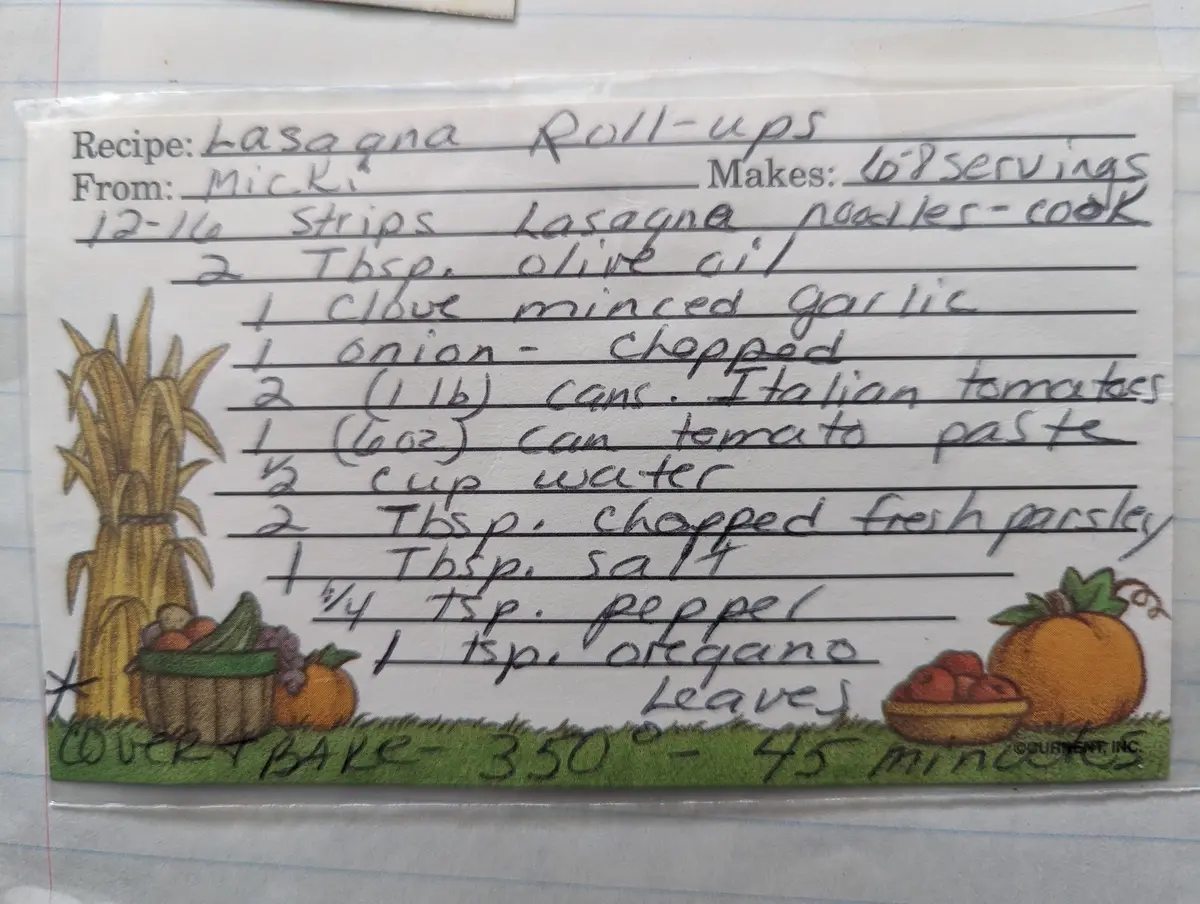 Recipe: Lasagna Roll-ups
From: Micki Makes: 6-8 servings
12-16 Strips Lasagna noodles - cook
2 Tbsp. olive oil
1 Clove minced garlic
1 onion - chopped
2 (1 lb) cans. Italian tomatoes
1 (6oz) can tomato paste
1/2 cup water
2 Tbsp. chopped fresh parsley
1 Tbsp. salt
1/4 tsp. pepper
1 tsp. oregano
Leaves
* COVER + BAKE - 350° - 45 minutes
©CURRENT, INC.